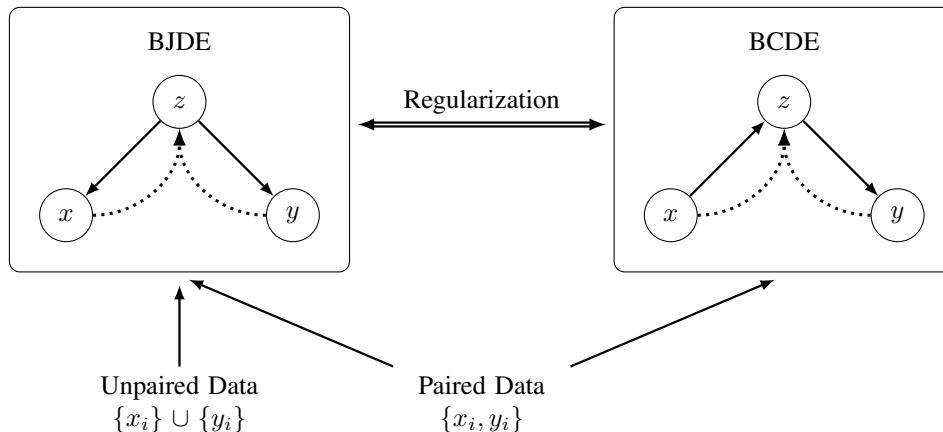 BJDE
BCDE
z
z
Regularization
x
y
x
y
Unpaired Data
{x_i} ∪ {y_i}
Paired Data
{x_i, y_i}